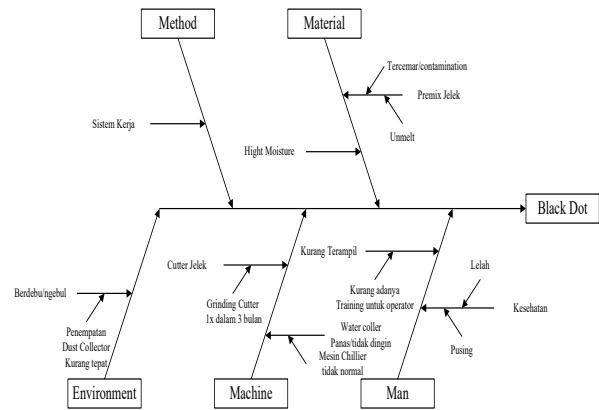 Method
Material
Tercemar/contamination
Premix Jelek
Sistem Kerja
Unmelt
Hight Moisture
Black Dot
Kurang Terampil
Cutter Jelek
Lelah
Berdebu/ngebul
Kurang adanya
Training untuk operator
Grinding Cutter
1x dalam 3 bulan
Kesehatan
Penempatan
Dust Collector
Kurang tepat
Water coller
Panas/tidak dingin
Mesin Chillier
tidak normal
Pusing
Environment
Machine
Man